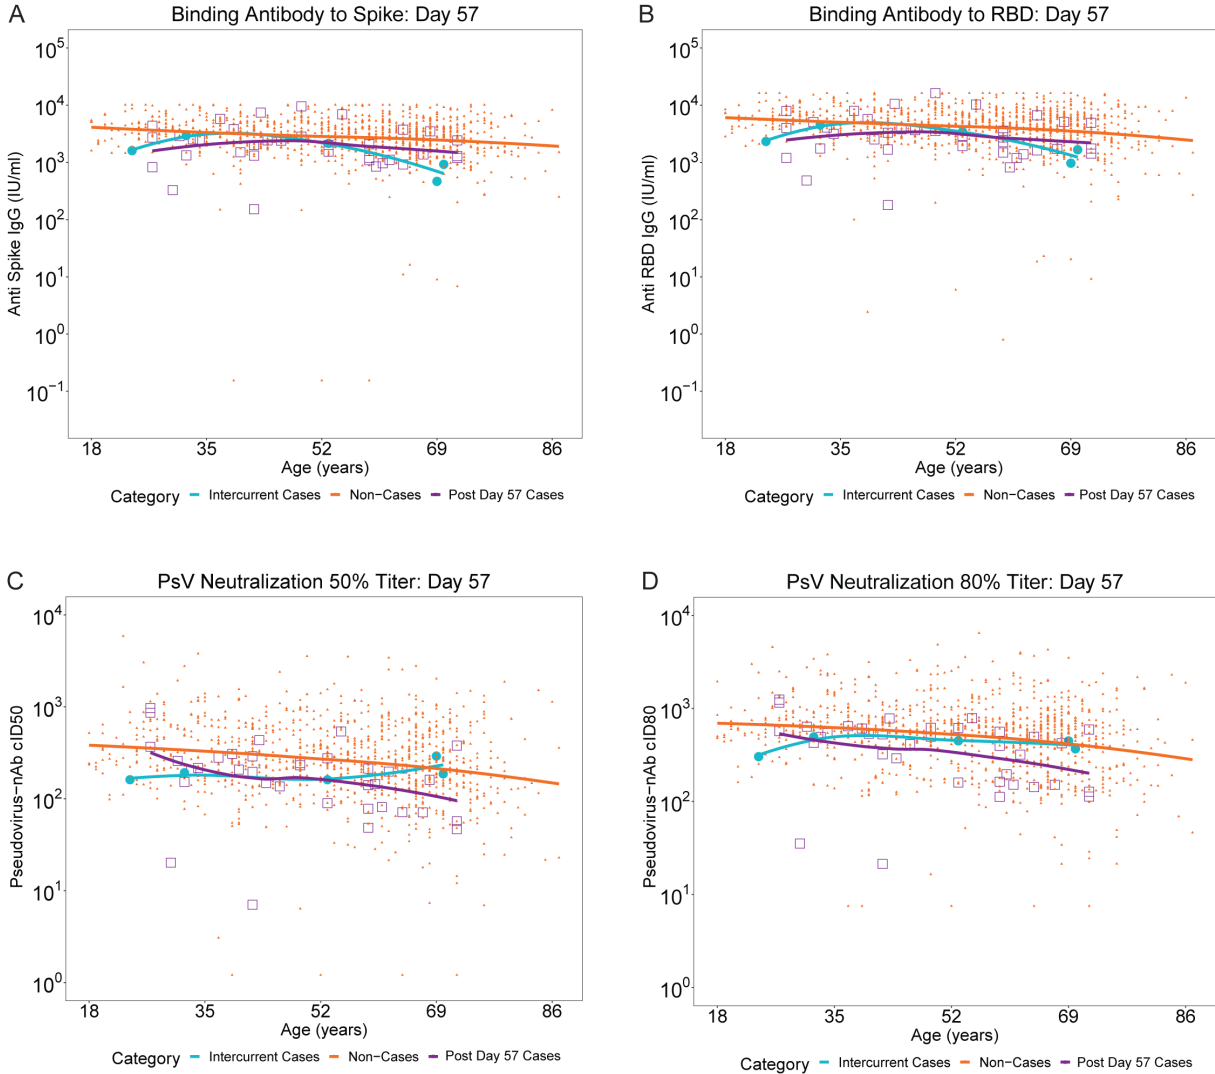 A
Binding Antibody to Spike: Day 57
Anti Spike IgG (IU/ml)
10^5
10^4
10^3
10^2
10^1
10^0
10^−1
18 35 52 69 86
Age (years)
Category Intercurrent Cases Non−Cases Post Day 57 Cases
B
Binding Antibody to RBD: Day 57
Anti RBD IgG (IU/ml)
10^5
10^4
10^3
10^2
10^1
10^0
10^−1
18 35 52 69 86
Age (years)
Category Intercurrent Cases Non−Cases Post Day 57 Cases
C
PsV Neutralization 50% Titer: Day 57
Pseudovirus−nAb cID50
10^4
10^3
10^2
10^1
10^0
18 35 52 69 86
Age (years)
Category Intercurrent Cases Non−Cases Post Day 57 Cases
D
PsV Neutralization 80% Titer: Day 57
Pseudovirus−nAb cID80
10^4
10^3
10^2
10^1
10^0
18 35 52 69 86
Age (years)
Category Intercurrent Cases Non−Cases Post Day 57 Cases